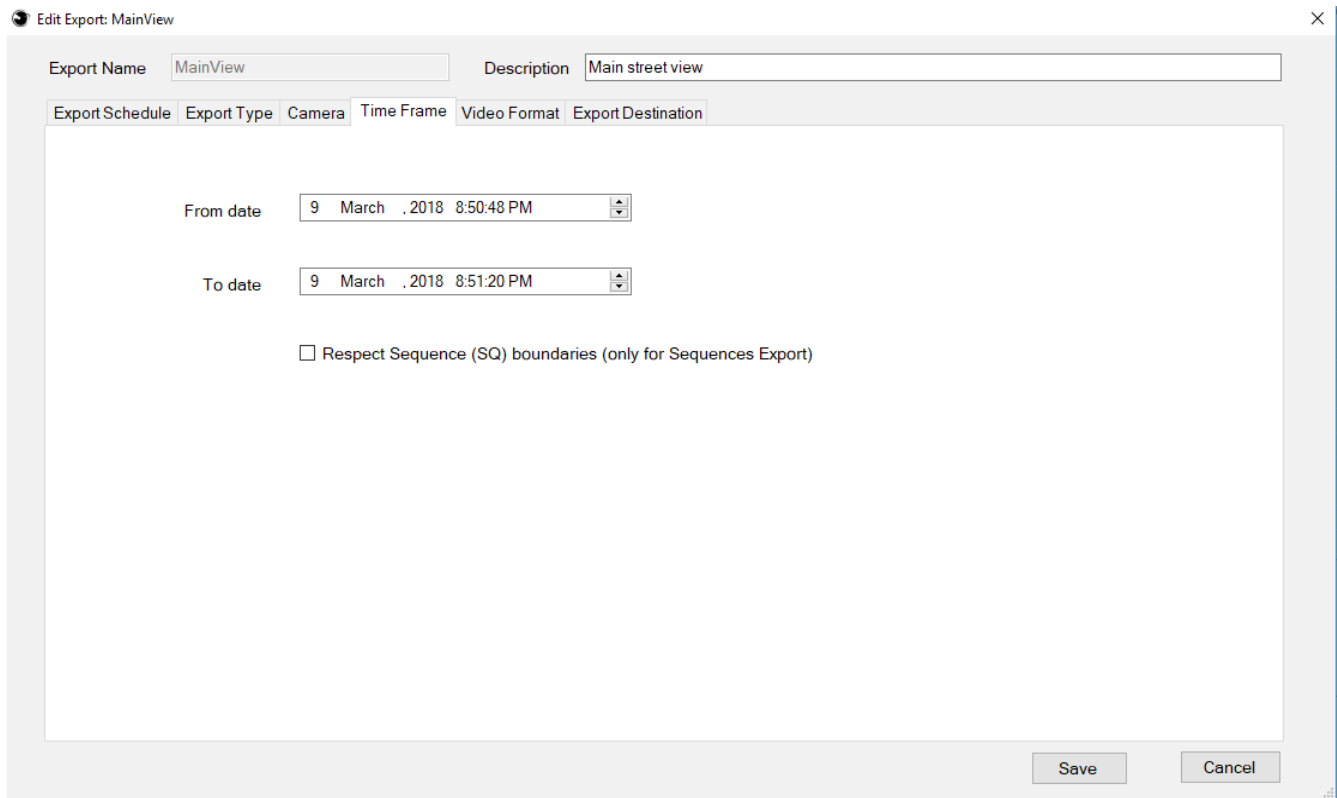 Edit Export: MainView
Export Name MainView Description Main street view
Export Schedule Export Type Camera Time Frame Video Format Export Destination
From date 9 March , 2018 8:50:48 PM
To date 9 March , 2018 8:51:20 PM
Respect Sequence (SQ) boundaries (only for Sequences Export)
Save Cancel